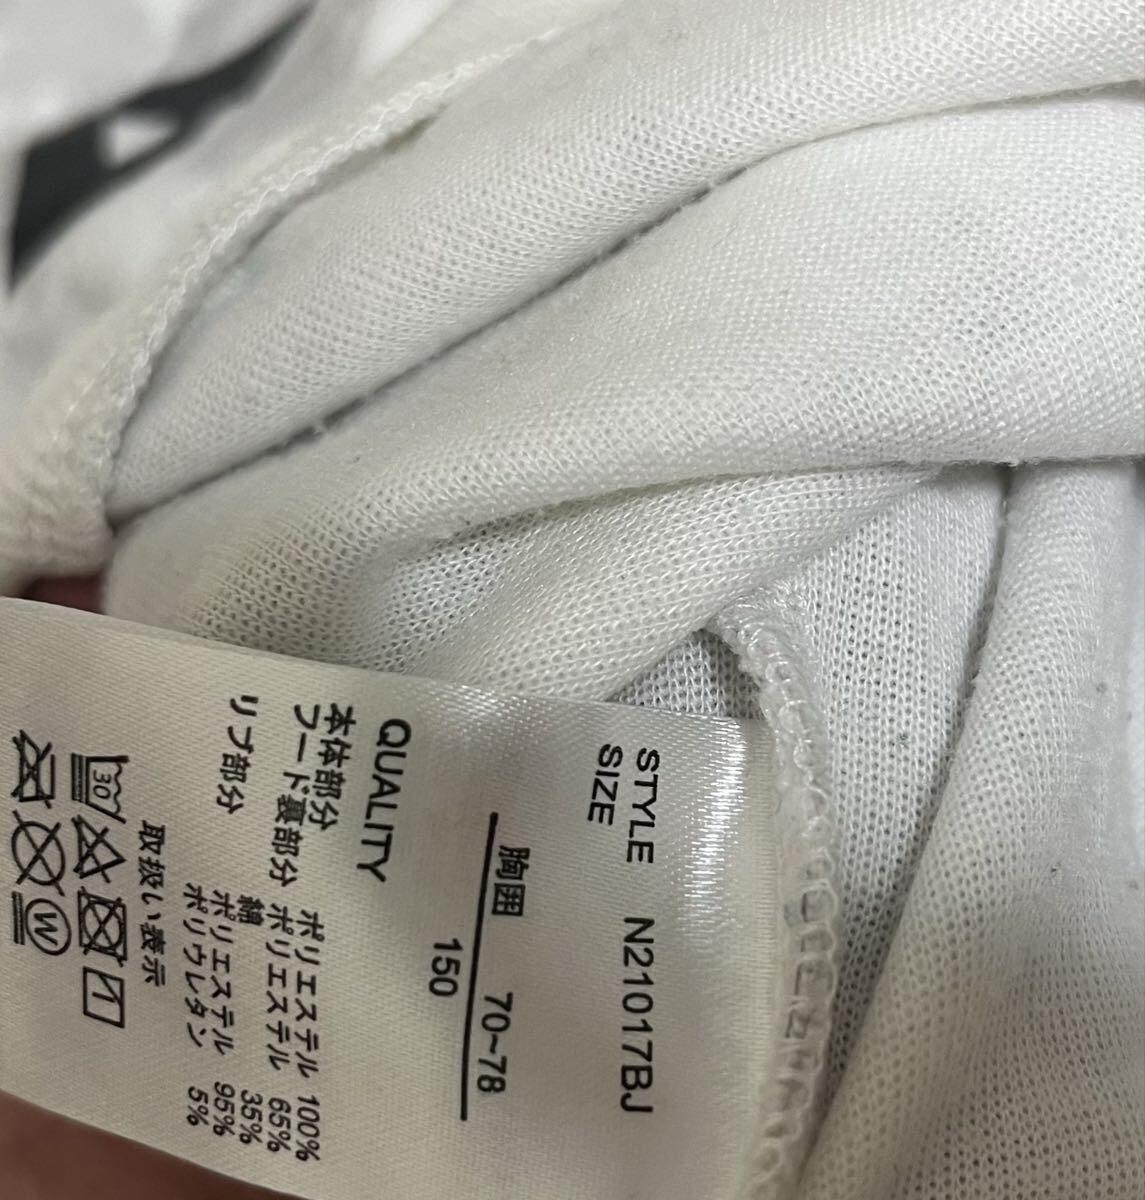 STYLE N21017BJ
SIZE
胸囲 70~78
150
QUALITY
本体部分 ポリエステル 100%
フード裏部分 ポリエステル 65%
綿 35%
リブ部分 ポリエステル 95%
ポリウレタン 5%
取扱い表示
30
W